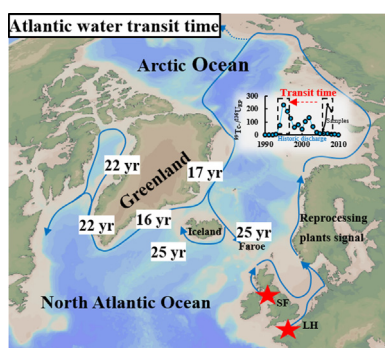 Atlantic water transit time
Arctic Ocean
Transit time
300
200
100
0
Samples
Historic discharge
1990
2002
2010
22 yr
Greenland
17 yr
16 yr
22 yr
25 yr
Iceland
25 yr
Faroe
Reprocessing
plants signal
North Atlantic Ocean
SF
LH